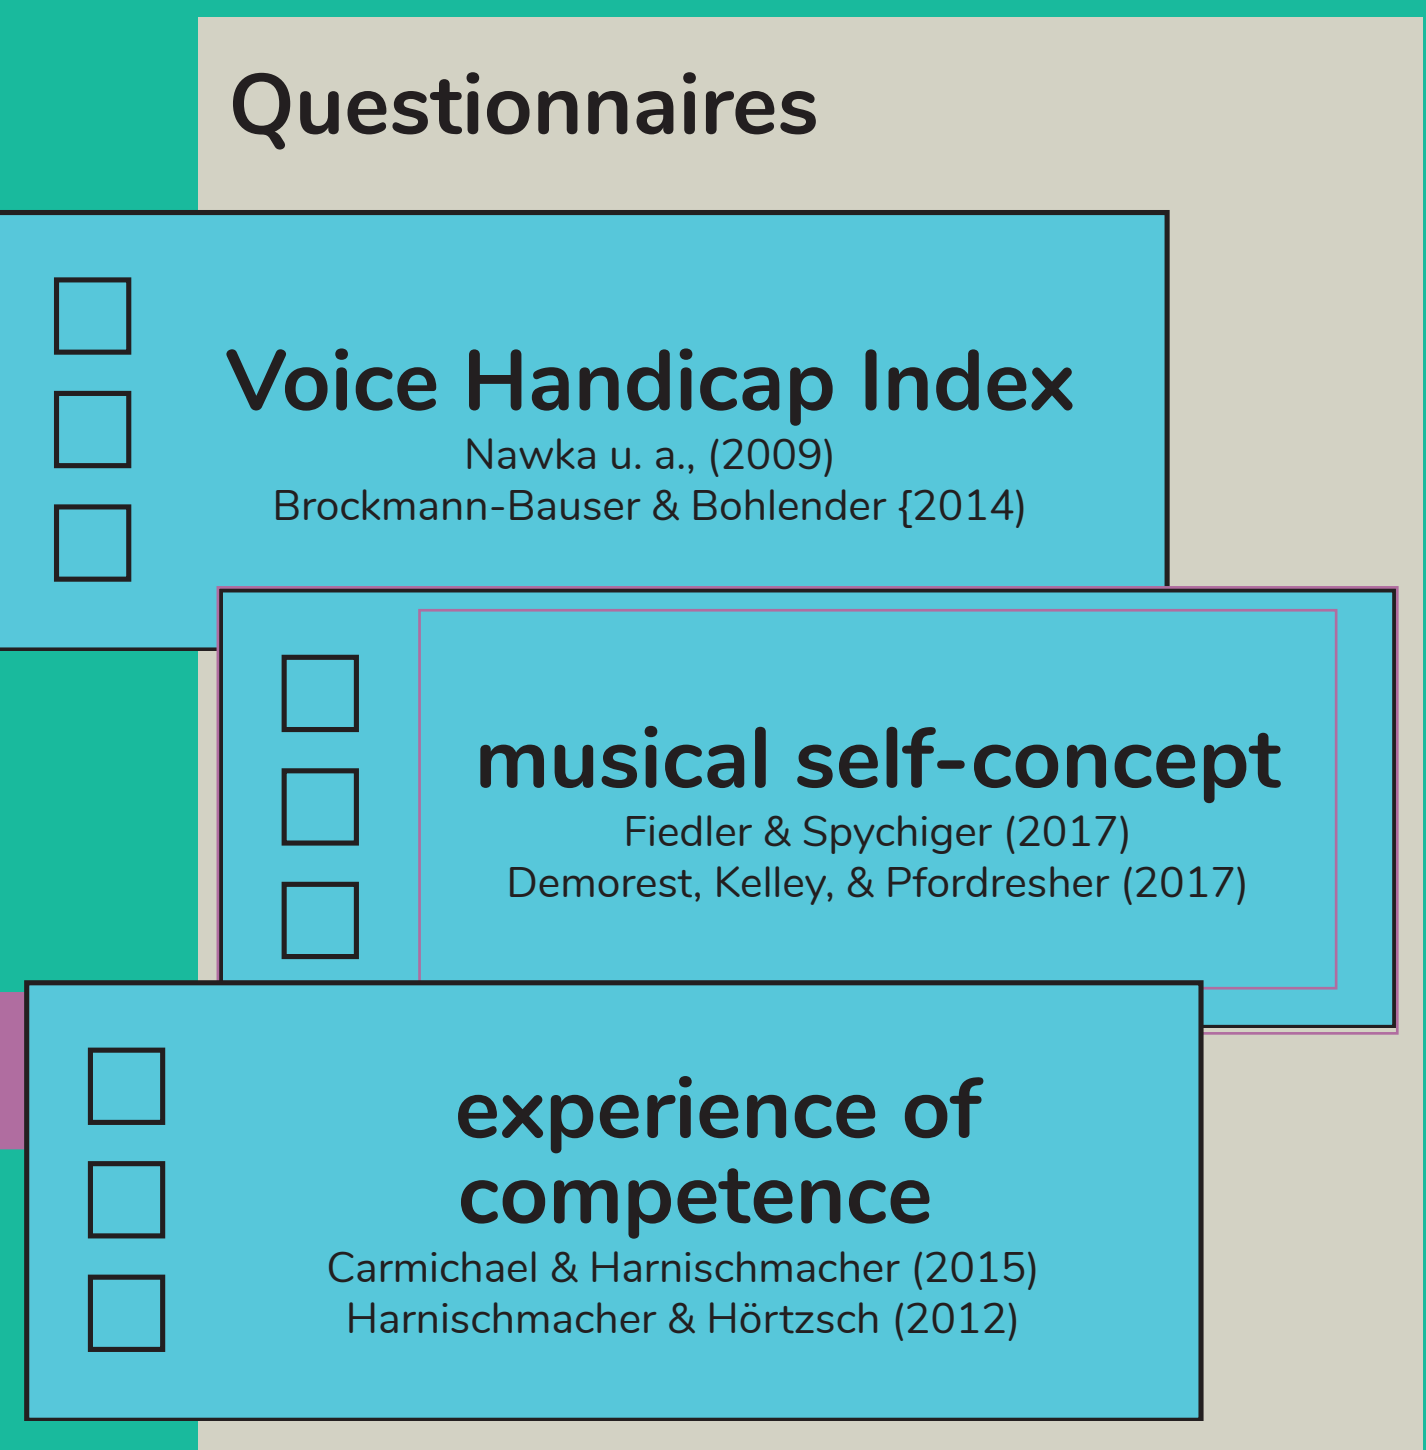 Questionnaires
Voice Handicap Index
Nawka u. a., (2009)
Brockmann-Bauser & Bohlender {2014)
musical self-concept
Fiedler & Spychiger (2017)
Demorest, Kelley, & Pfordresher (2017)
experience of
competence
Carmichael & Harnischmacher (2015)
Harnischmacher & Hörtzsch (2012)